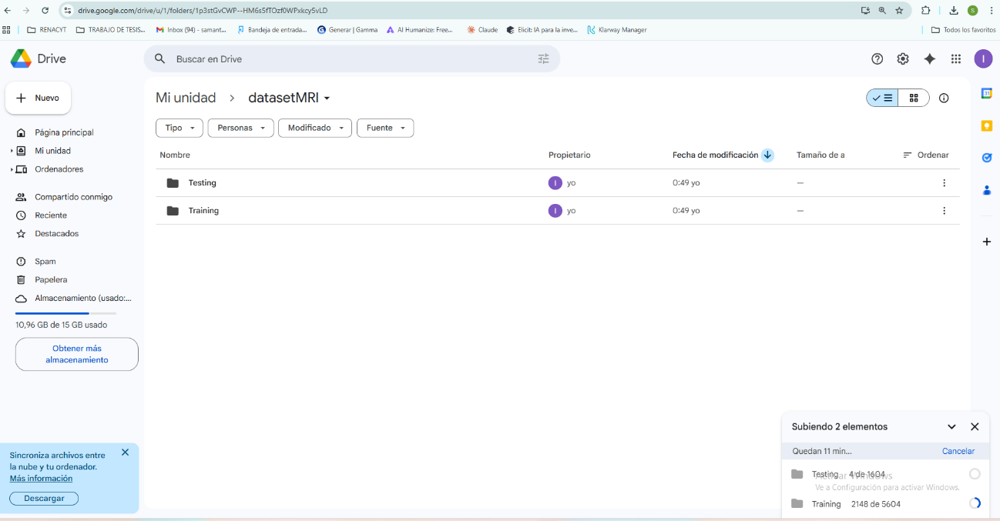 drive.google.com/drive/u/1/folders/1p3stGvCWP--HM6s5fTOzf0WPxkcy5vLD
RENACYT TRABAJO DE TESIS... Inbox (94) - samant... Bandeja de entrada... Generar | Gamma AI Humanize: Free... Claude Elicit: IA para la inve... Klarway Manager Todos los favoritos
Drive
Buscar en Drive
Nuevo
Mi unidad > datasetMRI
Tipo Personas Modificado Fuente
Página principal
Mi unidad
Ordenadores
Compartido conmigo
Reciente
Destacados
Spam
Papelera
Almacenamiento (usado:...
10,96 GB de 15 GB usado
Obtener más
almacenamiento
Nombre Propietario Fecha de modificación Tamaño de a Ordenar
Testing I yo 0:49 yo —
Training I yo 0:49 yo —
Sincroniza archivos entre
la nube y tu ordenador.
Más información
Descargar
Subiendo 2 elementos
Quedan 11 min... Cancelar
Testing 4 de 1604
Activar Windows
Ve a Configuración para activar Windows.
Training 2148 de 5604